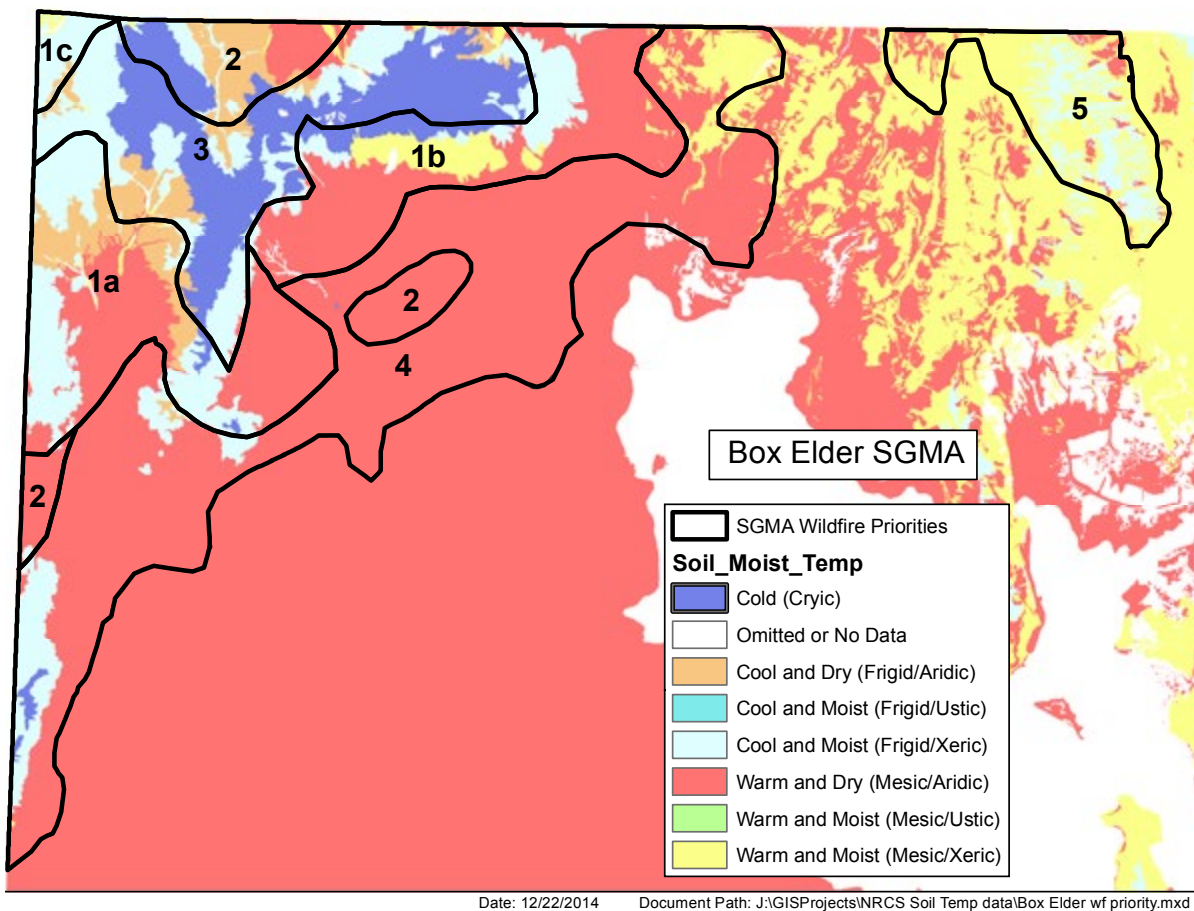 1c
2
5
3
1b
1a
2
4
2
Box Elder SGMA
SGMA Wildfire Priorities
Soil_Moist_Temp
Cold (Cryic)
Omitted or No Data
Cool and Dry (Frigid/Aridic)
Cool and Moist (Frigid/Ustic)
Cool and Moist (Frigid/Xeric)
Warm and Dry (Mesic/Aridic)
Warm and Moist (Mesic/Ustic)
Warm and Moist (Mesic/Xeric)
Date: 12/22/2014 Document Path: J:\GISProjects\NRCS Soil Temp data\Box Elder wf priority.mxd